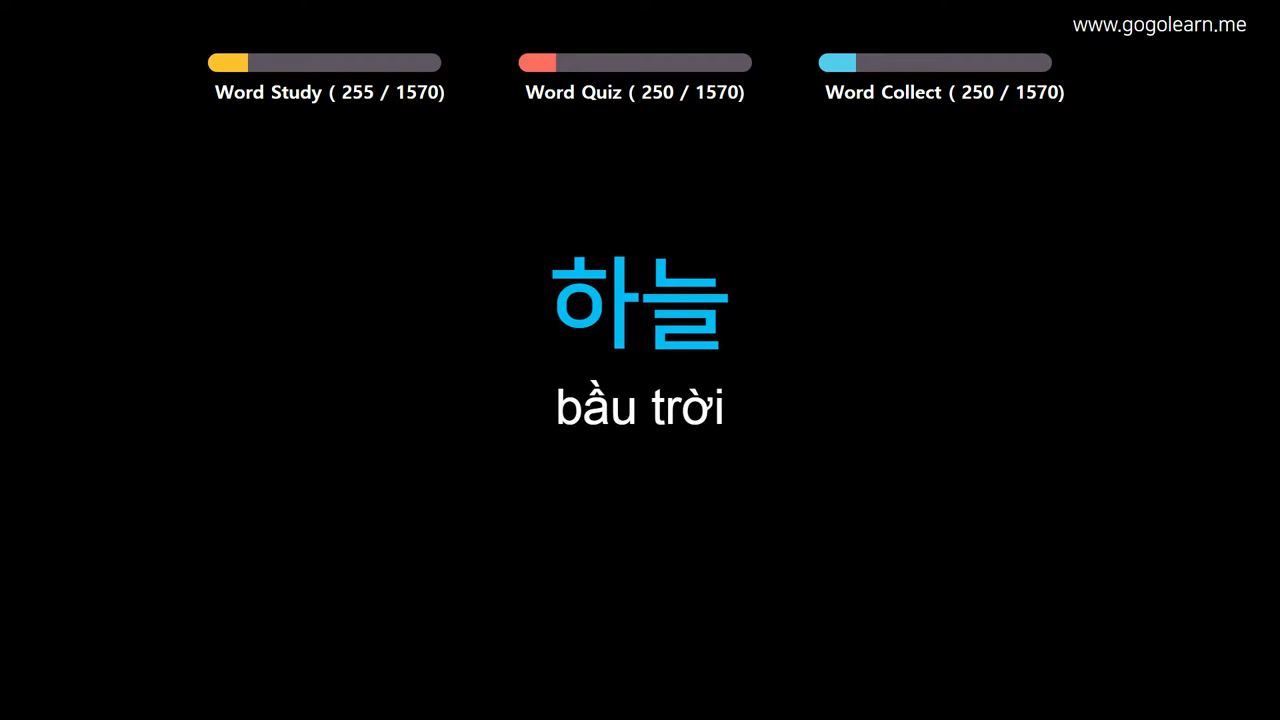 www.gogolearn.me
Word Study ( 255 / 1570)
Word Quiz ( 250 / 1570)
Word Collect ( 250 / 1570)
하늘
bầu trời